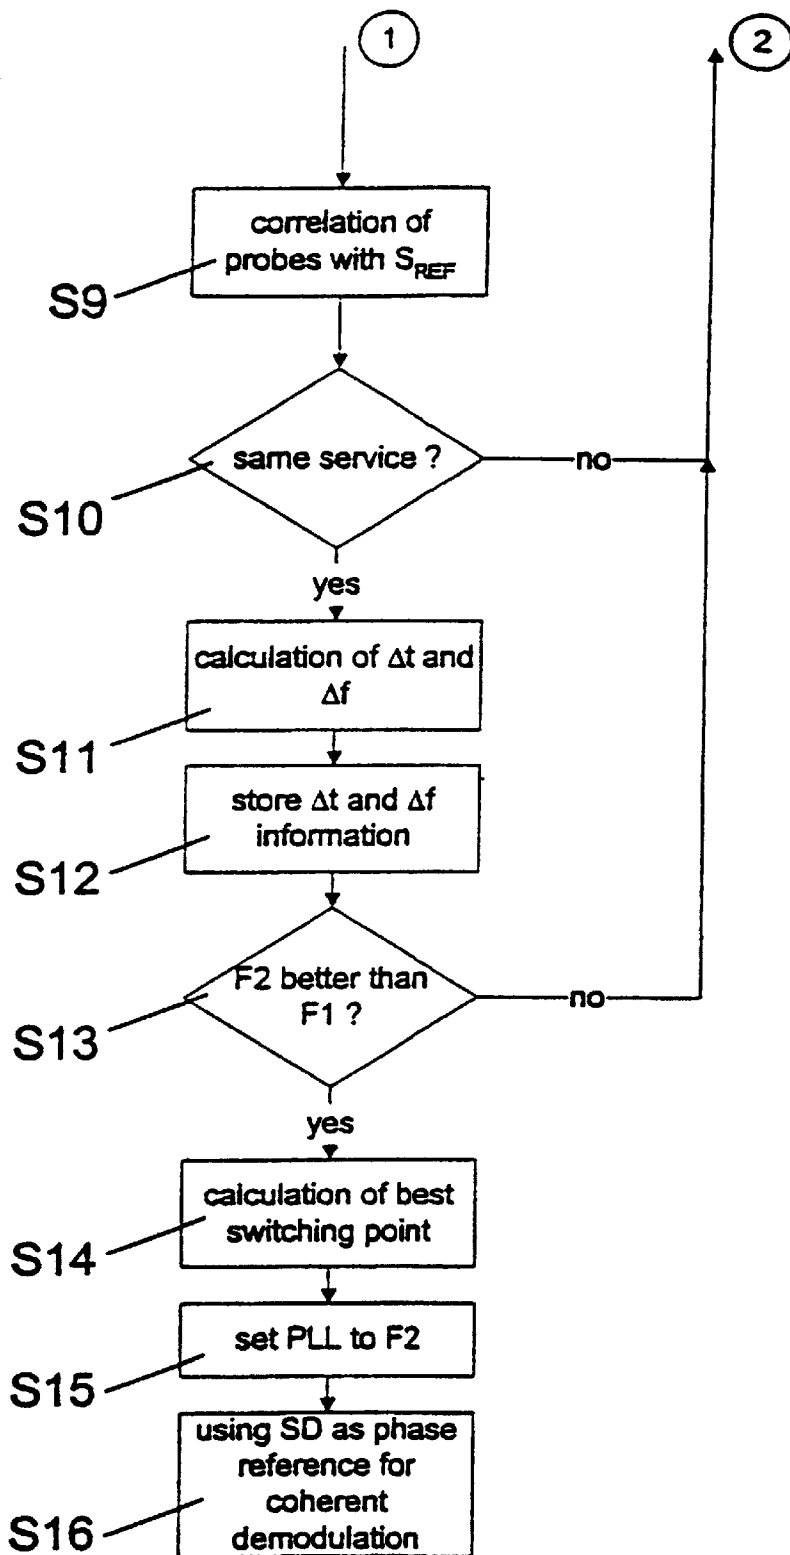 1
2
correlation of
probes with S_REF
S9
same service ?
no
S10
yes
calculation of Δt and
Δf
S11
store Δt and Δf
information
S12
F2 better than
F1 ?
no
S13
yes
calculation of best
switching point
S14
set PLL to F2
S15
using SD as phase
reference for
coherent
demodulation
S16